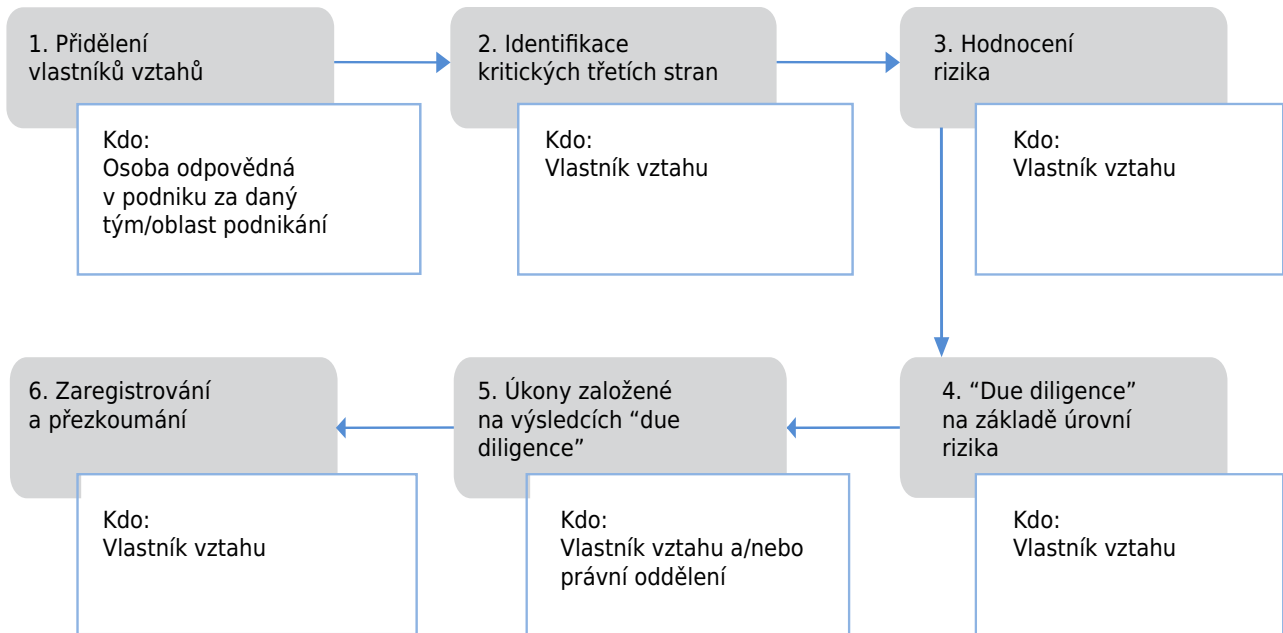 1. Přidělení
vlastníků vztahů
Kdo:
Osoba odpovědná
v podniku za daný
tým/oblast podnikání
2. Identifikace
kritických třetích stran
Kdo:
Vlastník vztahu
3. Hodnocení
rizika
Kdo:
Vlastník vztahu
4. “Due diligence”
na základě úrovní
rizika
Kdo:
Vlastník vztahu
5. Úkony založené
na výsledcích “due
diligence”
Kdo:
Vlastník vztahu a/nebo
právní oddělení
6. Zaregistrování
a přezkoumání
Kdo:
Vlastník vztahu